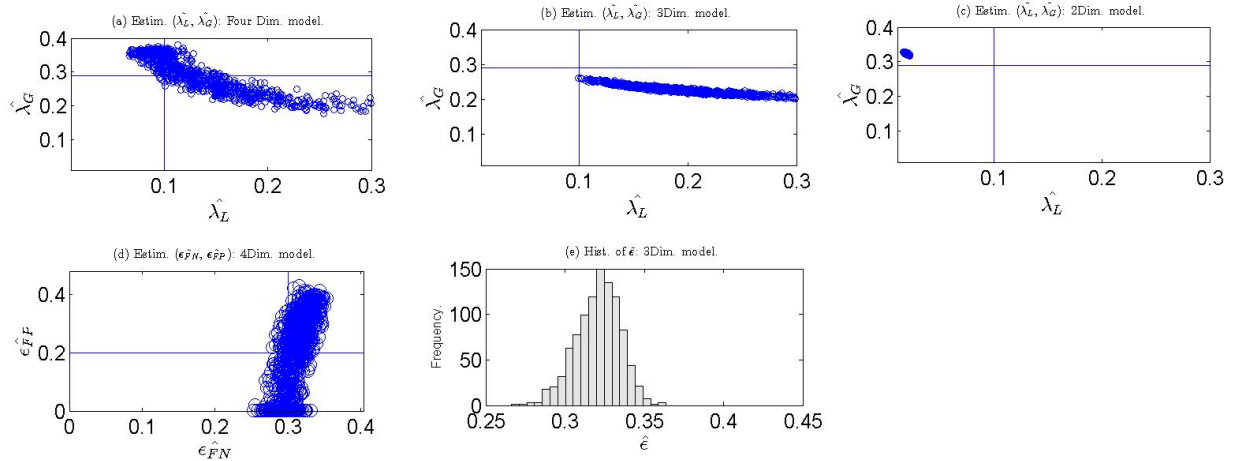 (a) Estim. (λ̂_L, λ̂_G): Four Dim. model.
0.4
0.3
0.2
0.1
λ̂_G
0.1 0.2 0.3
λ̂_L
(b) Estim. (λ̂_L, λ̂_G): 3Dim. model.
0.4
0.3
0.2
0.1
λ̂_G
0.1 0.2 0.3
λ̂_L
(c) Estim. (λ̂_L, λ̂_G): 2Dim. model.
0.4
0.3
0.2
0.1
λ̂_G
0.1 0.2 0.3
λ̂_L
(d) Estim. (ϵ̂_FN, ϵ̂_FP): 4Dim. model.
0.4
0.2
0
ϵ̂_FP
0 0.1 0.2 0.3 0.4
ϵ̂_FN
(e) Hist. of ϵ̂: 3Dim. model.
150
100
50
0
Frequency.
0.25 0.3 0.35 0.4 0.45
ϵ̂